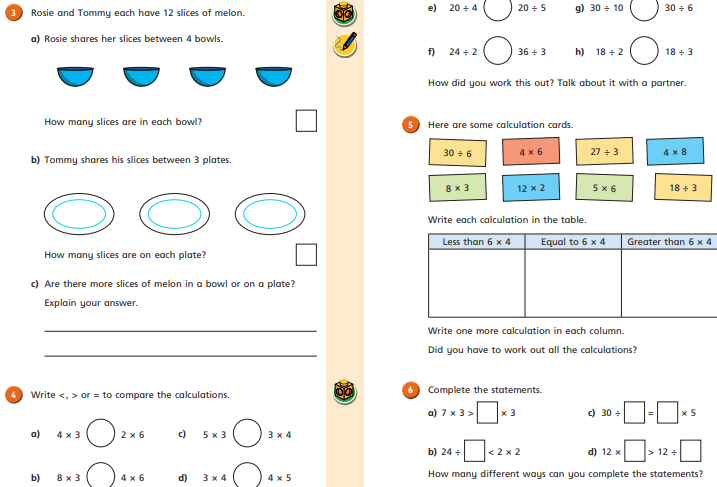 3 Rosie and Tommy each have 12 slices of melon.
a) Rosie shares her slices between 4 bowls.
How many slices are in each bowl?
b) Tommy shares his slices between 3 plates.
How many slices are on each plate?
c) Are there more slices of melon in a bowl or on a plate?
Explain your answer.
4 Write <, > or = to compare the calculations.
a) 4 × 3 2 × 6 c) 5 × 3 3 × 4
b) 8 × 3 4 × 6 d) 3 × 4 4 × 5
e) 20 ÷ 4 20 ÷ 5 g) 30 ÷ 10 30 ÷ 6
f) 24 ÷ 2 36 ÷ 3 h) 18 ÷ 2 18 ÷ 3
How did you work this out? Talk about it with a partner.
5 Here are some calculation cards.
30 ÷ 6 4 × 6 27 ÷ 3 4 × 8
8 × 3 12 × 2 5 × 6 18 ÷ 3
Write each calculation in the table.
Less than 6 × 4 Equal to 6 × 4 Greater than 6 × 4
Write one more calculation in each column.
Did you have to work out all the calculations?
6 Complete the statements.
a) 7 × 3 > × 3 c) 30 ÷ = × 5
b) 24 ÷ < 2 × 2 d) 12 × > 12 ÷
How many different ways can you complete the statements?